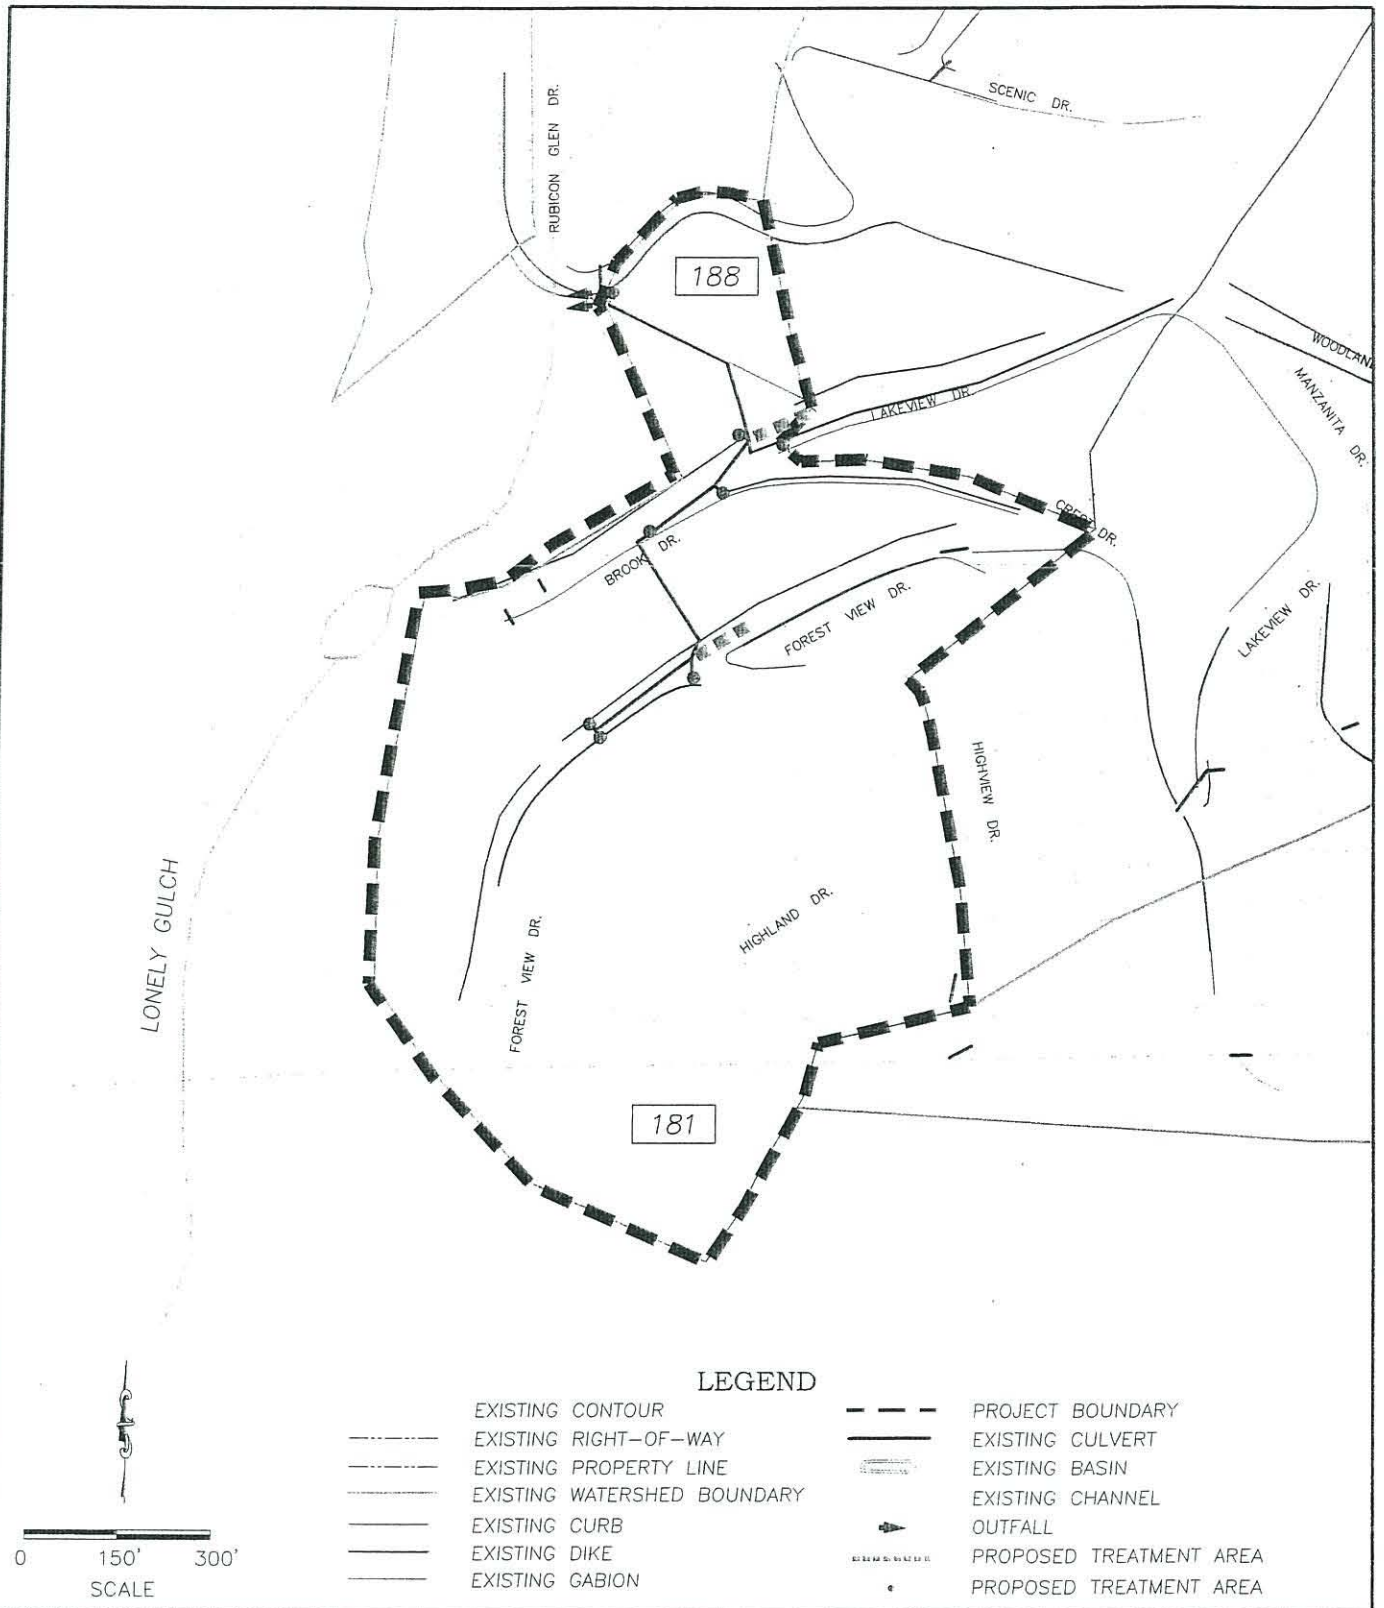 SCENIC DR.
RUBICON GLEN DR.
188
WOODLAN
MANZANITA DR.
LAKEVIEW DR.
CREST DR.
BROOK DR.
FOREST VIEW DR.
LAKEVIEW DR.
HIGHVIEW DR.
HIGHLAND DR.
LONELY GULCH
FOREST VIEW DR.
181
LEGEND
EXISTING CONTOUR
EXISTING RIGHT-OF-WAY
EXISTING PROPERTY LINE
EXISTING WATERSHED BOUNDARY
EXISTING CURB
EXISTING DIKE
EXISTING GABION
PROJECT BOUNDARY
EXISTING CULVERT
EXISTING BASIN
EXISTING CHANNEL
OUTFALL
PROPOSED TREATMENT AREA
PROPOSED TREATMENT AREA
0 150' 300'
SCALE